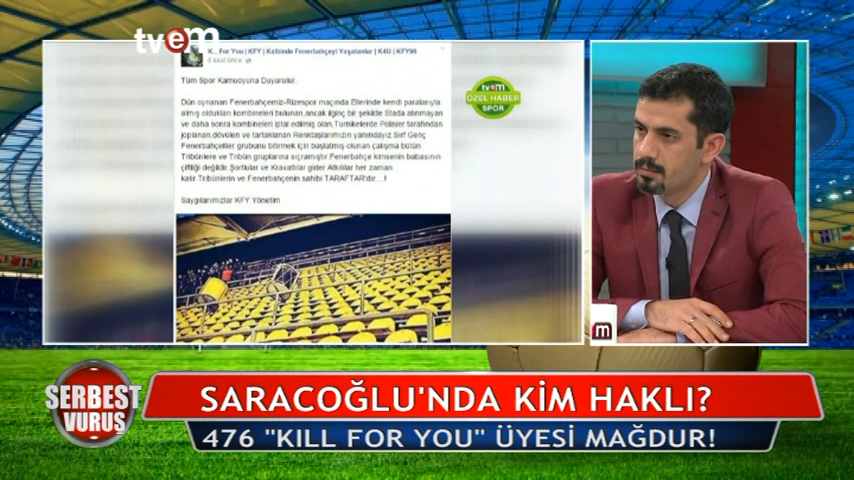 tvem
K... For You | KFY | Kalbinde Fenerbahçeyi Yaşatanlar | K4U | KFY96
8 saat önce
Tüm Spor Kamuoyuna Duyurulur.
Dün oynanan Fenerbahçemiz-Rizespor maçında Ellerinde kendi paralarıyla
almış oldukları kombineleri bulunan,ancak ilginç bir şekilde Stada alınmayan
ve daha sonra kombineleri iptal edilmiş olan,Turnikelerde Polisler tarafından
joplanan,dövülen ve tartaklanan Renktaşlarımızın yanındayız.Sırf Genç
Fenerbahçeliler grubunu bitirmek için başlatmış olunan çalışma bütün
Tribünlere ve Tribün gruplarına sıçramıştır.Fenerbahçe kimsenin babasının
çiftliği değildir.Şortlular ve Kravatlılar gider Atkılılar her zaman
kalır.Tribünlerin ve Fenerbahçenin sahibi TARAFTAR'dır....!
Saygılarımızlar KFY Yönetim
tvem
ÖZEL HABER
SPOR
m
SERBEST
VURUŞ
SARACOĞLU'NDA KİM HAKLI?
476 "KILL FOR YOU" ÜYESİ MAĞDUR!